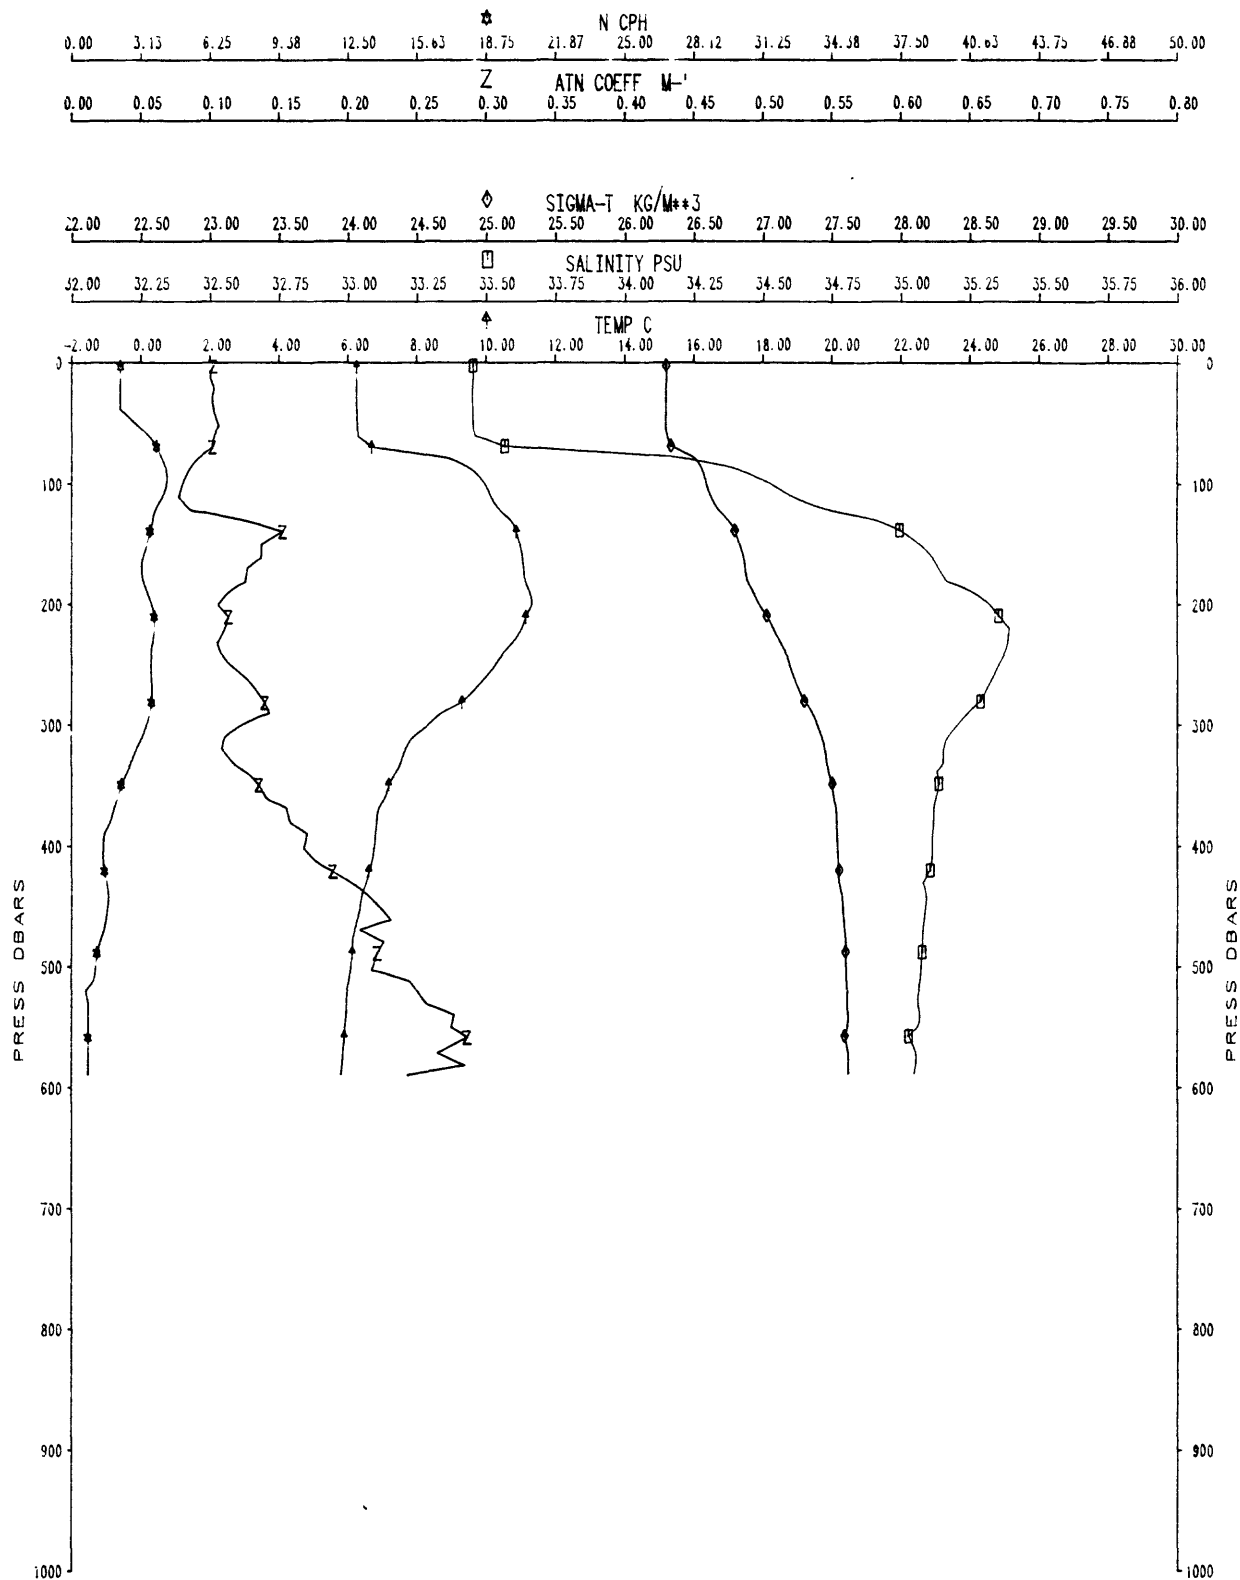 N CPH
0.00 3.13 6.25 9.38 12.50 15.63 18.75 21.87 25.00 28.12 31.25 34.38 37.50 40.63 43.75 46.88 50.00
Z ATN COEFF M-'
0.00 0.05 0.10 0.15 0.20 0.25 0.30 0.35 0.40 0.45 0.50 0.55 0.60 0.65 0.70 0.75 0.80
SIGMA-T KG/M**3
22.00 22.50 23.00 23.50 24.00 24.50 25.00 25.50 26.00 26.50 27.00 27.50 28.00 28.50 29.00 29.50 30.00
SALINITY PSU
32.00 32.25 32.50 32.75 33.00 33.25 33.50 33.75 34.00 34.25 34.50 34.75 35.00 35.25 35.50 35.75 36.00
TEMP C
-2.00 0.00 2.00 4.00 6.00 8.00 10.00 12.00 14.00 16.00 18.00 20.00 22.00 24.00 26.00 28.00 30.00
0 0
100 100
200 200
300 300
400 400
500 500
600 600
700 700
800 800
900 900
1000 1000
PRESS DBARS
PRESS DBARS